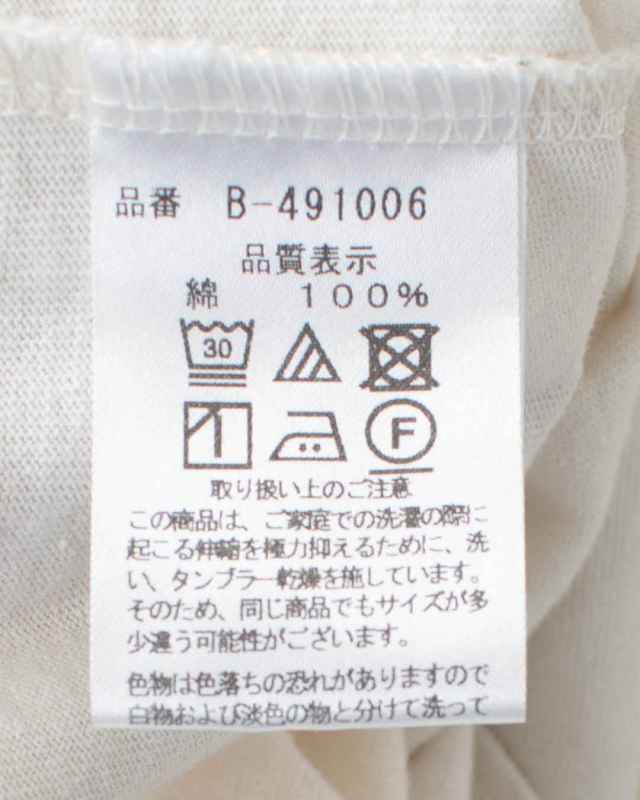 品番 B-491006
品質表示
綿 100%
30
F
取り扱い上のご注意
この商品は、ご家庭での洗濯の際に
起こる伸縮を極力抑えるために、洗
い、タンブラー乾燥を施しています。
そのため、同じ商品でもサイズが多
少違う可能性がございます。
色物は色落ちの恐れがありますので
白物および淡色の物と分けて洗って